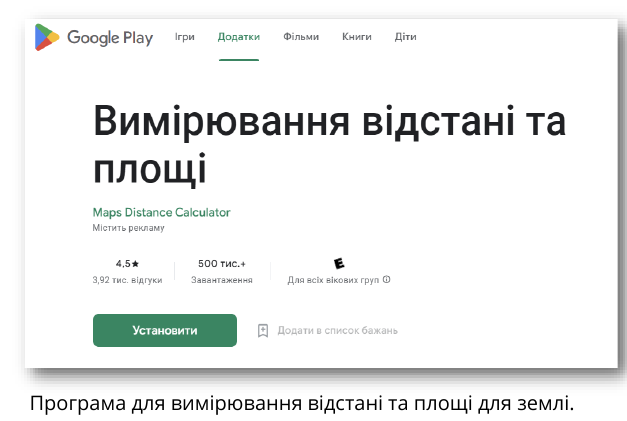 Google Play Ігри Додатки Фільми Книги Діти
Вимірювання відстані та
площі
Maps Distance Calculator
Містить рекламу
4,5★ 500 тис.+ E
3,92 тис. відгуки Завантаження Для всіх вікових груп
Установити Додати в список бажань
Програма для вимірювання відстані та площі для землі.